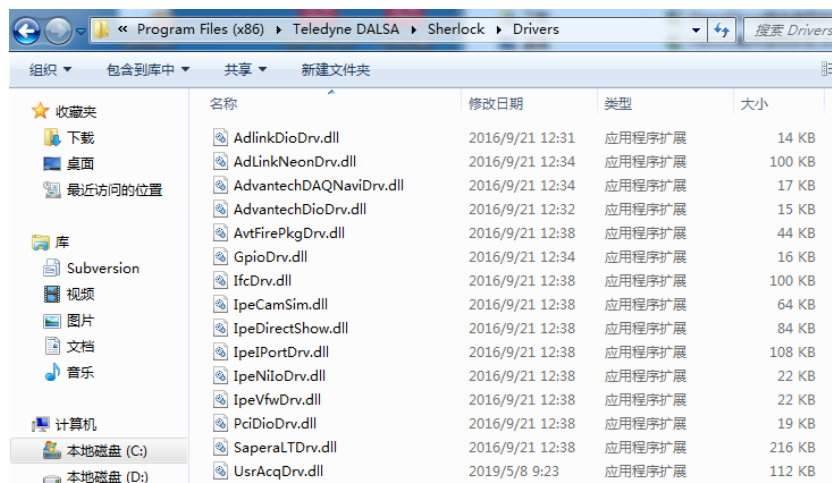 « Program Files (x86) ▸ Teledyne DALSA ▸ Sherlock ▸ Drivers
搜索 Drivers
组织 包含到库中 共享 新建文件夹
收藏夹
下载
桌面
最近访问的位置
库
Subversion
视频
图片
文档
音乐
计算机
本地磁盘 (C:)
本地磁盘 (D:)
名称 修改日期 类型 大小
AdlinkDioDrv.dll 2016/9/21 12:31 应用程序扩展 14 KB
AdLinkNeonDrv.dll 2016/9/21 12:34 应用程序扩展 100 KB
AdvantechDAQNaviDrv.dll 2016/9/21 12:34 应用程序扩展 17 KB
AdvantechDioDrv.dll 2016/9/21 12:32 应用程序扩展 15 KB
AvtFirePkgDrv.dll 2016/9/21 12:38 应用程序扩展 44 KB
GpioDrv.dll 2016/9/21 12:34 应用程序扩展 16 KB
IfcDrv.dll 2016/9/21 12:38 应用程序扩展 100 KB
IpeCamSim.dll 2016/9/21 12:38 应用程序扩展 64 KB
IpeDirectShow.dll 2016/9/21 12:38 应用程序扩展 84 KB
IpeIPortDrv.dll 2016/9/21 12:38 应用程序扩展 108 KB
IpeNiIoDrv.dll 2016/9/21 12:38 应用程序扩展 22 KB
IpeVfwDrv.dll 2016/9/21 12:38 应用程序扩展 22 KB
PciDioDrv.dll 2016/9/21 12:38 应用程序扩展 19 KB
SaperaLTDrv.dll 2016/9/21 12:38 应用程序扩展 216 KB
UsrAcqDrv.dll 2019/5/8 9:23 应用程序扩展 112 KB